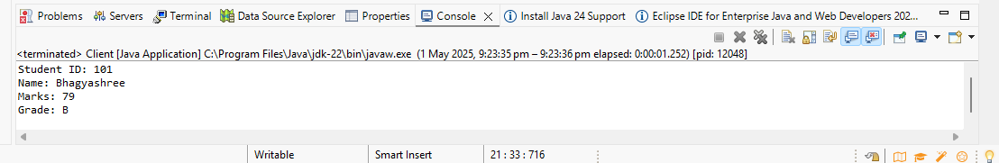 Problems Servers Terminal Data Source Explorer Properties Console Install Java 24 Support Eclipse IDE for Enterprise Java and Web Developers 202...
<terminated> Client [Java Application] C:\Program Files\Java\jdk-22\bin\javaw.exe (1 May 2025, 9:23:35 pm – 9:23:36 pm elapsed: 0:00:01.252) [pid: 12048]
Student ID: 101
Name: Bhagyashree
Marks: 79
Grade: B
Writable Smart Insert 21 : 33 : 716